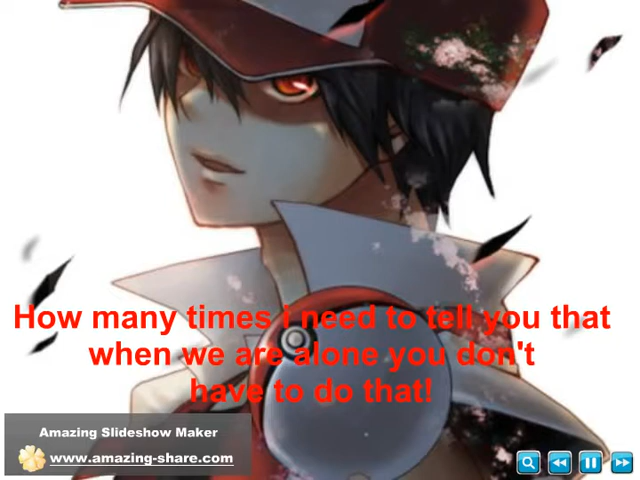 How many times i need to tell you that
when we are alone you don't
have to do that!
Amazing Slideshow Maker
www.amazing-share.com